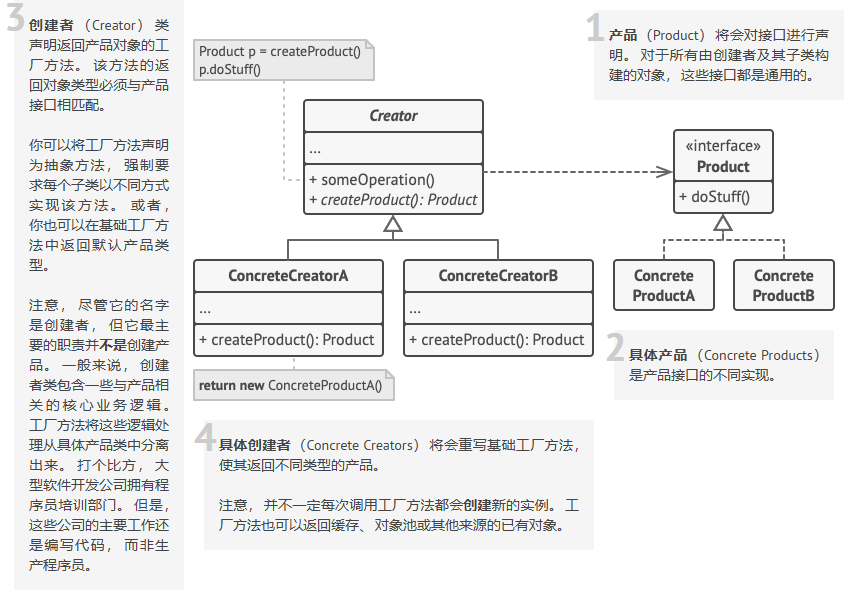 3
创建者 （Creator） 类
声明返回产品对象的工
厂方法。 该方法的返
回对象类型必须与产品
接口相匹配。
你可以将工厂方法声明
为抽象方法， 强制要
求每个子类以不同方式
实现该方法。 或者，
你也可以在基础工厂方
法中返回默认产品类
型。
注意， 尽管它的名字
是创建者， 但它最主
要的职责并不是创建产
品。 一般来说， 创建
者类包含一些与产品相
关的核心业务逻辑。
工厂方法将这些逻辑处
理从具体产品类中分离
出来。 打个比方， 大
型软件开发公司拥有程
序员培训部门。 但是，
这些公司的主要工作还
是编写代码， 而非生
产程序员。
Product p = createProduct()
p.doStuff()
Creator
...
+ someOperation()
+ createProduct(): Product
ConcreteCreatorA
...
+ createProduct(): Product
ConcreteCreatorB
...
+ createProduct(): Product
return new ConcreteProductA()
1
产品 （Product） 将会对接口进行声
明。 对于所有由创建者及其子类构
建的对象， 这些接口都是通用的。
«interface»
Product
+ doStuff()
Concrete
ProductA
Concrete
ProductB
2
具体产品 （Concrete Products）
是产品接口的不同实现。
4
具体创建者 （Concrete Creators） 将会重写基础工厂方法，
使其返回不同类型的产品。
注意， 并不一定每次调用工厂方法都会创建新的实例。 工
厂方法也可以返回缓存、 对象池或其他来源的已有对象。